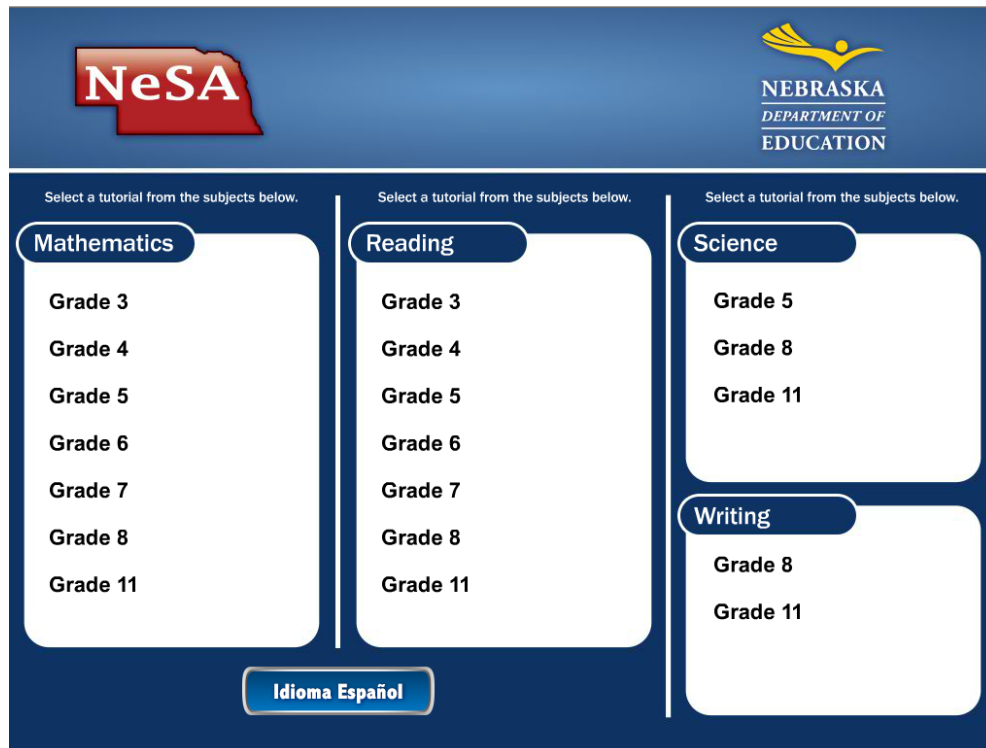 NeSA
NEBRASKA
DEPARTMENT OF
EDUCATION
Select a tutorial from the subjects below.
Mathematics
Grade 3
Grade 4
Grade 5
Grade 6
Grade 7
Grade 8
Grade 11
Select a tutorial from the subjects below.
Reading
Grade 3
Grade 4
Grade 5
Grade 6
Grade 7
Grade 8
Grade 11
Select a tutorial from the subjects below.
Science
Grade 5
Grade 8
Grade 11
Writing
Grade 8
Grade 11
Idioma Español